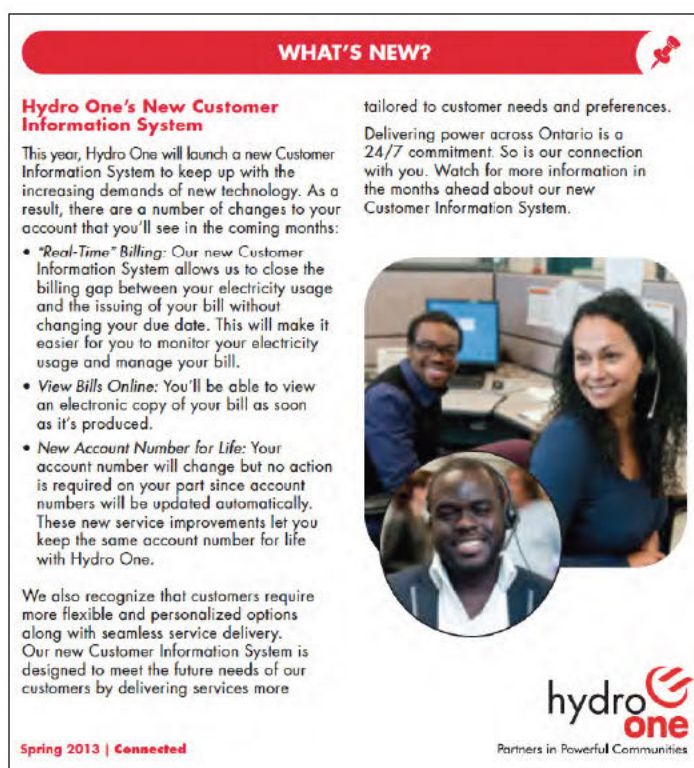 WHAT'S NEW?
Hydro One's New Customer
Information System
This year, Hydro One will launch a new Customer
Information System to keep up with the
increasing demands of new technology. As a
result, there are a number of changes to your
account that you'll see in the coming months:
• "Real-Time" Billing: Our new Customer
Information System allows us to close the
billing gap between your electricity usage
and the issuing of your bill without
changing your due date. This will make it
easier for you to monitor your electricity
usage and manage your bill.
• View Bills Online: You'll be able to view
an electronic copy of your bill as soon
as it's produced.
• New Account Number for Life: Your
account number will change but no action
is required on your part since account
numbers will be updated automatically.
These new service improvements let you
keep the same account number for life
with Hydro One.
We also recognize that customers require
more flexible and personalized options
along with seamless service delivery.
Our new Customer Information System is
designed to meet the future needs of our
customers by delivering services more
tailored to customer needs and preferences.
Delivering power across Ontario is a
24/7 commitment. So is our connection
with you. Watch for more information in
the months ahead about our new
Customer Information System.
hydro
one
Partners in Powerful Communities
Spring 2013 | Connected